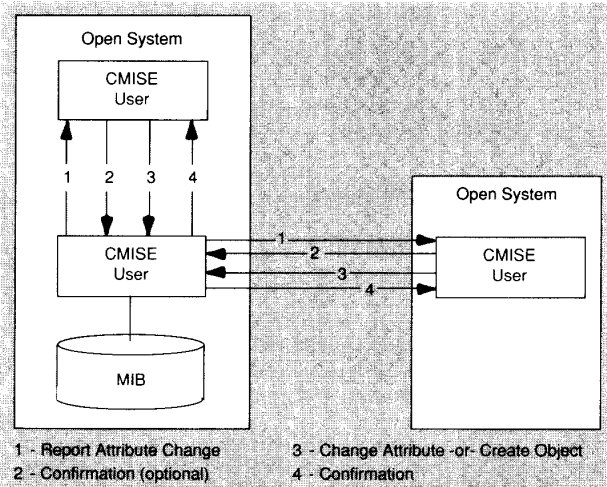 Open System
CMISE
User
1 2 3 4
CMISE
User
MIB
1
2
3
4
Open System
CMISE
User
1 - Report Attribute Change
2 - Confirmation (optional)
3 - Change Attribute -or- Create Object
4 - Confirmation